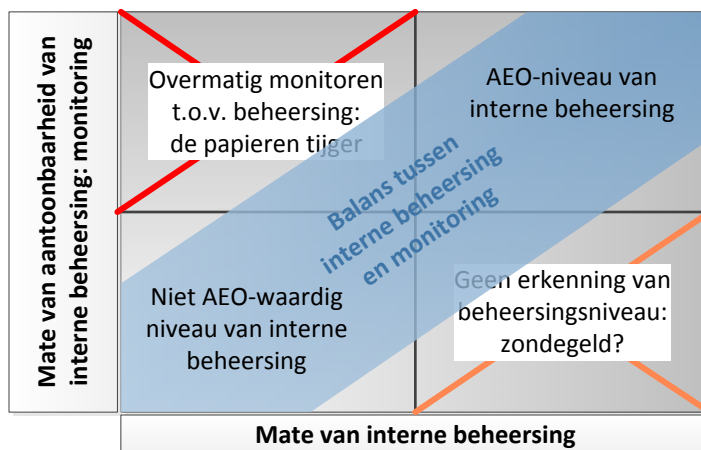 Mate van aantoonbaarheid van
interne beheersing: monitoring
Overmatig monitoren
t.o.v. beheersing:
de papieren tijger
AEO-niveau van
interne beheersing
Balans tussen
interne beheersing
en monitoring
Niet AEO-waardig
niveau van interne
beheersing
Geen erkenning van
beheersingsniveau:
zondegeld?
Mate van interne beheersing